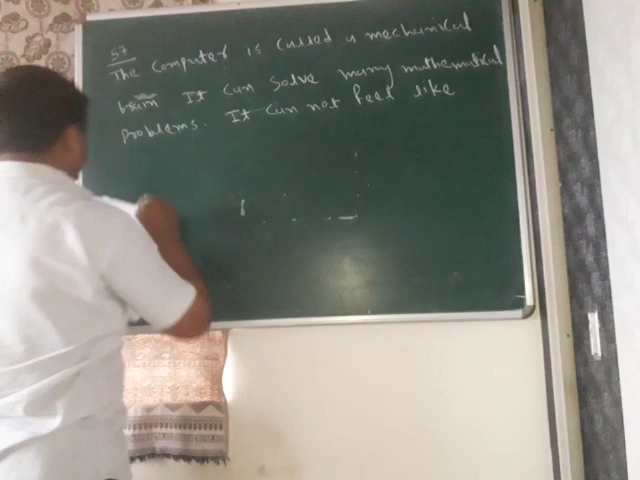 57
The computer is called a mechanical
brain It can solve many mathematical
problems. It can not feel like